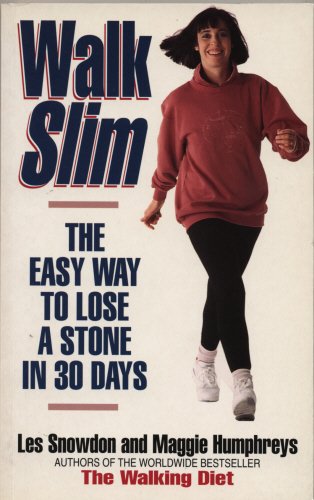 Walk
Slim
THE
EASY WAY
TO LOSE
A STONE
IN 30 DAYS
Les Snowdon and Maggie Humphreys
AUTHORS OF THE WORLDWIDE BESTSELLER
The Walking Diet